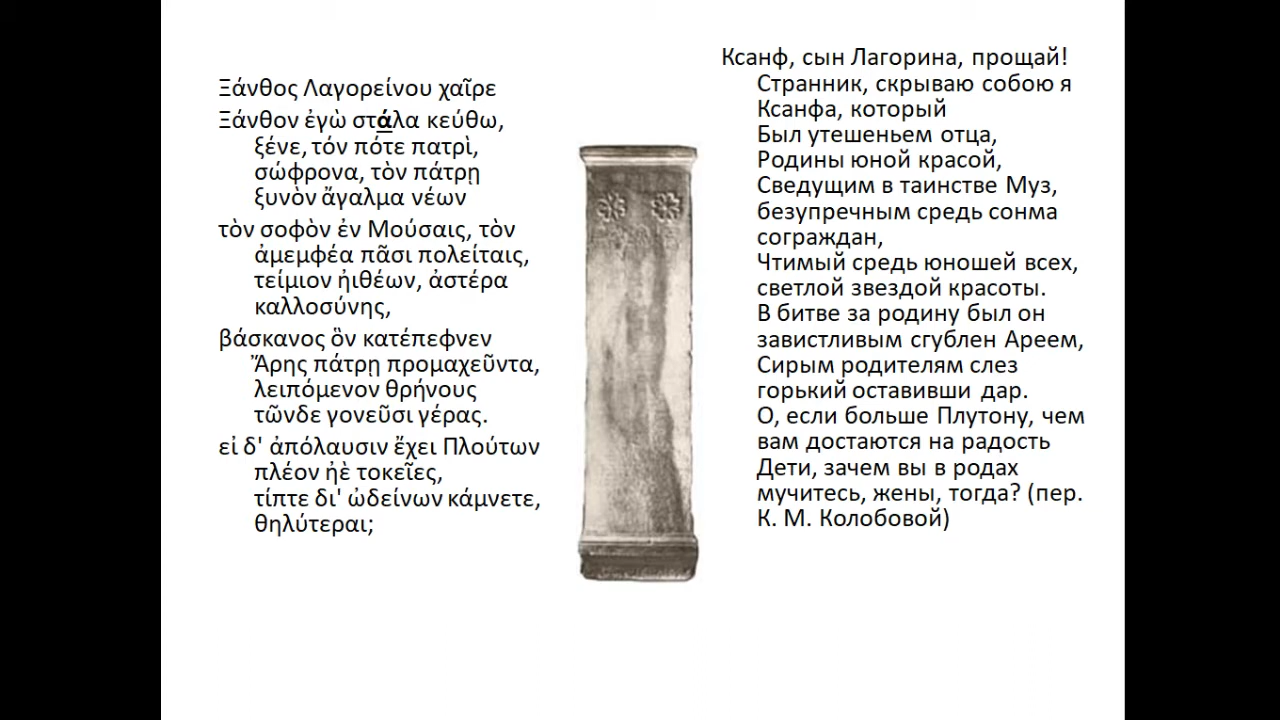 Ξάνθος Λαγορείνου χαῖρε
Ξάνθον ἐγὼ στάλα κεύθω,
ξένε, τόν πότε πατρὶ,
σώφρονα, τὸν πάτρῃ
ξυνὸν ἄγαλμα νέων
τὸν σοφὸν ἐν Μούσαις, τὸν
ἀμεμφέα πᾶσι πολείταις,
τείμιον ἠιθέων, ἀστέρα
καλλοσύνης,
βάσκανος ὃν κατέπεφνεν
Ἄρης πάτρῃ προμαχεῦντα,
λειπόμενον θρήνους
τῶνδε γονεῦσι γέρας.
εἰ δ' ἀπόλαυσιν ἔχει Πλούτων
πλέον ἠὲ τοκεῖες,
τίπτε δι' ὠδείνων κάμνετε,
θηλύτεραι;
Ксанф, сын Лагорина, прощай!
Странник, скрываю собою я
Ксанфа, который
Был утешеньем отца,
Родины юной красой,
Сведущим в таинстве Муз,
безупречным средь сонма
сограждан,
Чтимый средь юношей всех,
светлой звездой красоты.
В битве за родину был он
завистливым сгублен Ареем,
Сирым родителям слез
горький оставивши дар.
О, если больше Плутону, чем
вам достаются на радость
Дети, зачем вы в родах
мучитесь, жены, тогда? (пер.
К. М. Колобовой)